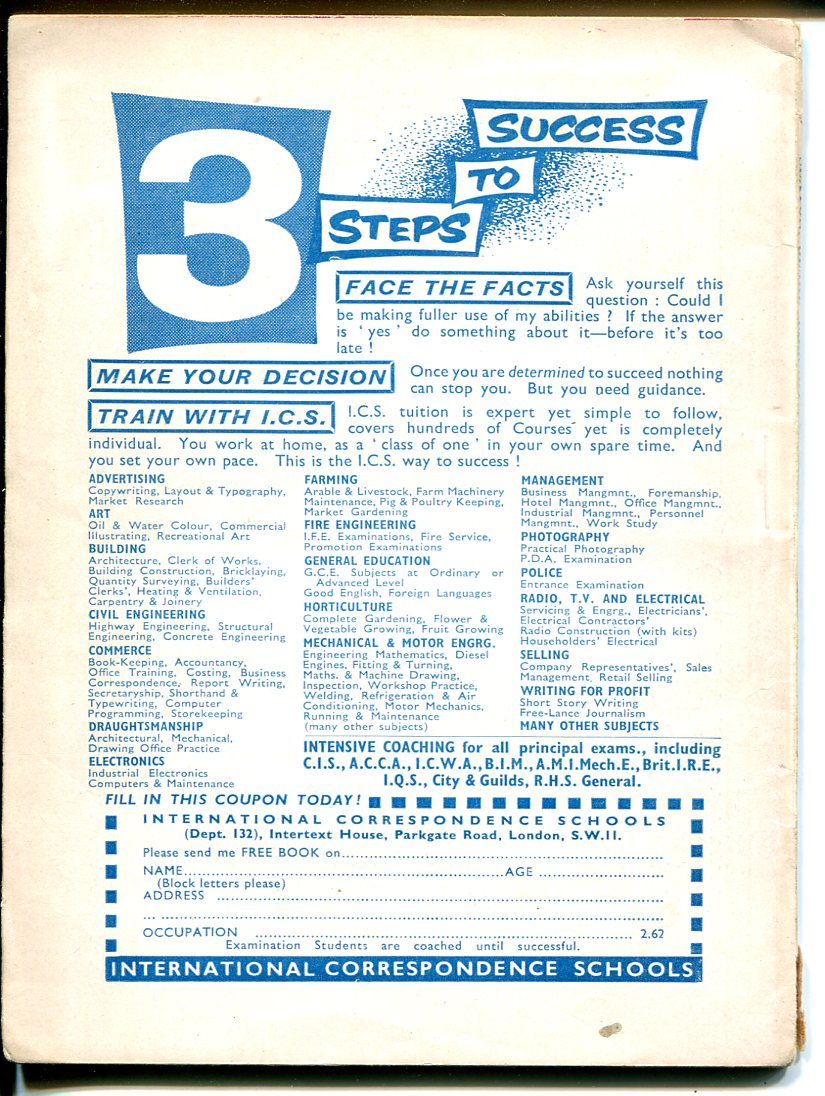 3
STEPS
TO
SUCCESS
FACE THE FACTS
Ask yourself this
question : Could I
be making fuller use of my abilities ? If the answer
is ‘ yes ’ do something about it—before it's too
late !
MAKE YOUR DECISION
Once you are determined to succeed nothing
can stop you. But you need guidance.
TRAIN WITH I.C.S.
I.C.S. tuition is expert yet simple to follow,
covers hundreds of Courses yet is completely
individual. You work at home, as a ‘ class of one ’ in your own spare time. And
you set your own pace. This is the I.C.S. way to success !
ADVERTISING
Copywriting, Layout & Typography,
Market Research
ART
Oil & Water Colour, Commercial
Illustrating, Recreational Art
BUILDING
Architecture, Clerk of Works,
Building Construction, Bricklaying,
Quantity Surveying, Builders'
Clerks', Heating & Ventilation,
Carpentry & Joinery
CIVIL ENGINEERING
Highway Engineering, Structural
Engineering, Concrete Engineering
COMMERCE
Book-Keeping, Accountancy,
Office Training, Costing, Business
Correspondence, Report Writing,
Secretaryship, Shorthand &
Typewriting, Computer
Programming, Storekeeping
DRAUGHTSMANSHIP
Architectural, Mechanical,
Drawing Office Practice
ELECTRONICS
Industrial Electronics
Computers & Maintenance
FARMING
Arable & Livestock, Farm Machinery
Maintenance, Pig & Poultry Keeping,
Market Gardening
FIRE ENGINEERING
I.F.E. Examinations, Fire Service,
Promotion Examinations
GENERAL EDUCATION
G.C.E. Subjects at Ordinary or
Advanced Level
Good English, Foreign Languages
HORTICULTURE
Complete Gardening, Flower &
Vegetable Growing, Fruit Growing
MECHANICAL & MOTOR ENGRG.
Engineering Mathematics, Diesel
Engines, Fitting & Turning,
Maths. & Machine Drawing,
Inspection, Workshop Practice,
Welding, Refrigeration & Air
Conditioning, Motor Mechanics,
Running & Maintenance
(many other subjects)
MANAGEMENT
Business Mangmnt., Foremanship,
Hotel Mangmnt., Office Mangmnt.,
Industrial Mangmnt., Personnel
Mangmnt., Work Study
PHOTOGRAPHY
Practical Photography
P.D.A. Examination
POLICE
Entrance Examination
RADIO, T.V. AND ELECTRICAL
Servicing & Engrg., Electricians',
Electrical Contractors'
Radio Construction (with kits)
Householders' Electrical
SELLING
Company Representatives', Sales
Management, Retail Selling
WRITING FOR PROFIT
Short Story Writing
Free-Lance Journalism
MANY OTHER SUBJECTS
INTENSIVE COACHING for all principal exams., including
C.I.S., A.C.C.A., I.C.W.A., B.I.M., A.M.I.Mech.E., Brit.I.R.E.,
I.Q.S., City & Guilds, R.H.S. General.
FILL IN THIS COUPON TODAY!
INTERNATIONAL CORRESPONDENCE SCHOOLS
(Dept. 132), Intertext House, Parkgate Road, London, S.W.11.
Please send me FREE BOOK on
NAME AGE
(Block letters please)
ADDRESS
OCCUPATION 2.62
Examination Students are coached until successful.
INTERNATIONAL CORRESPONDENCE SCHOOLS